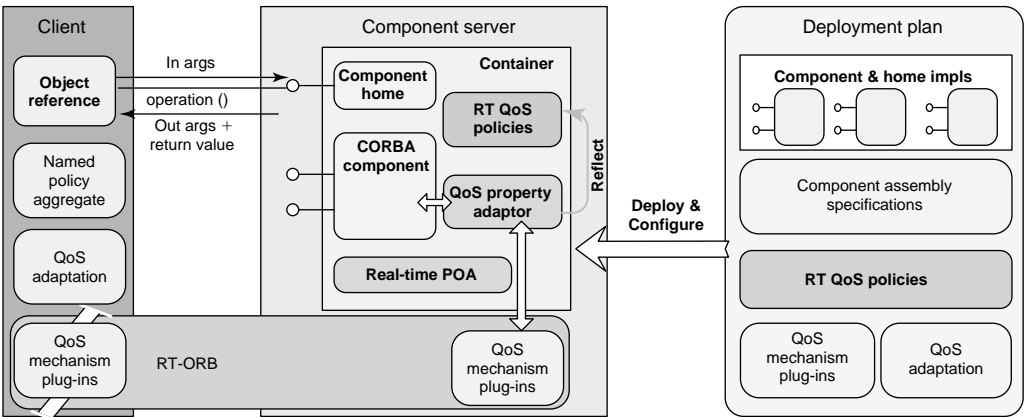 Client
Object
reference
Named
policy
aggregate
QoS
adaptation
QoS
mechanism
plug-ins
RT-ORB
In args
operation ()
Out args +
return value
Component server
Container
Component
home
RT QoS
policies
CORBA
component
QoS property
adaptor
Reflect
Real-time POA
QoS
mechanism
plug-ins
Deploy &
Configure
Deployment plan
Component & home impls
Component assembly
specifications
RT QoS policies
QoS
mechanism
plug-ins
QoS
adaptation